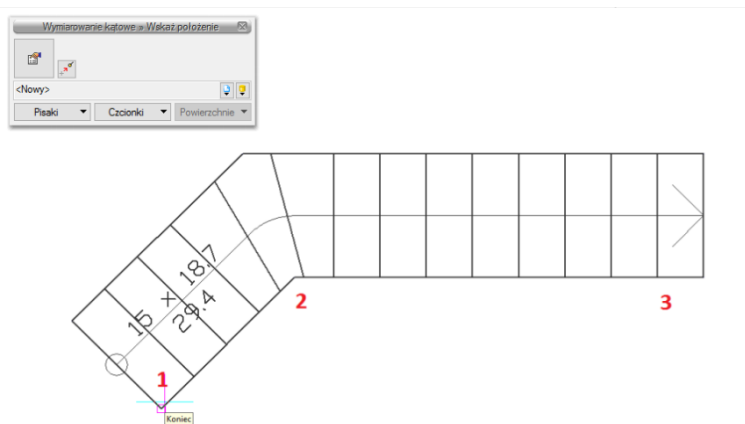 Wymiarowanie kątowe » Wskaż położenie
<Nowy>
Pisaki Czcionki Powierzchnie
15 x 18.7
29.4
2
3
1
Koniec